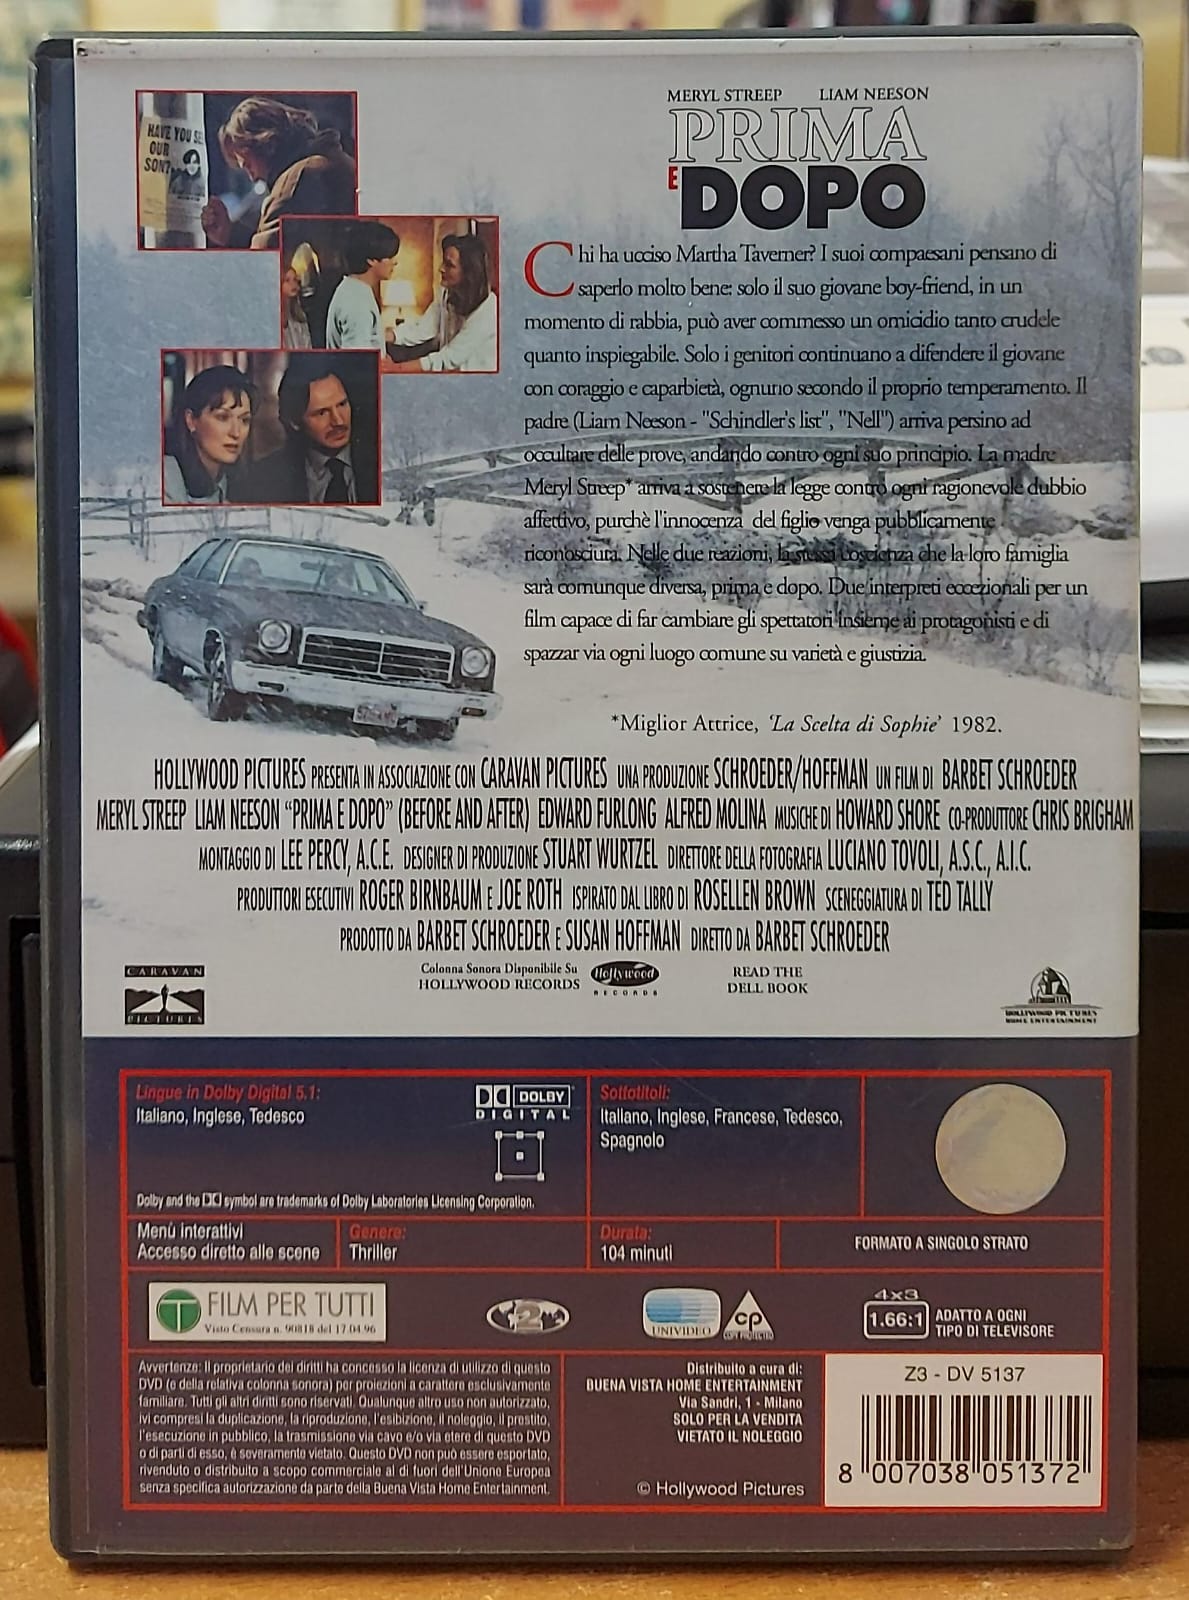 HAVE YOU SE
OUR
SON?
MERYL STREEP LIAM NEESON
PRIMA
E DOPO
Chi ha ucciso Martha Taverner? I suoi compaesani pensano di
saperlo molto bene: solo il suo giovane boy-friend, in un
momento di rabbia, può aver commesso un omicidio tanto crudele
quanto inspiegabile. Solo i genitori continuano a difendere il giovane
con coraggio e caparbietà, ognuno secondo il proprio temperamento. Il
padre (Liam Neeson - "Schindler's list", "Nell") arriva persino ad
occultare delle prove, andando contro ogni suo principio. La madre
Meryl Streep* arriva a sostenere la legge contro ogni ragionevole dubbio
affettivo, purchè l'innocenza del figlio venga pubblicamente
riconosciuta. Nelle due reazioni, la stessa coscienza che la loro famiglia
sarà comunque diversa, prima e dopo. Due interpreti eccezionali per un
film capace di far cambiare gli spettatori insieme ai protagonisti e di
spazzar via ogni luogo comune su varietà e giustizia.
*Miglior Attrice, 'La Scelta di Sophie' 1982.
HOLLYWOOD PICTURES PRESENTA IN ASSOCIAZIONE CON CARAVAN PICTURES UNA PRODUZIONE SCHROEDER/HOFFMAN UN FILM DI BARBET SCHROEDER
MERYL STREEP LIAM NEESON "PRIMA E DOPO" (BEFORE AND AFTER) EDWARD FURLONG ALFRED MOLINA MUSICHE DI HOWARD SHORE CO-PRODUTTORE CHRIS BRIGHAM
MONTAGGIO DI LEE PERCY, A.C.E. DESIGNER DI PRODUZIONE STUART WURTZEL DIRETTORE DELLA FOTOGRAFIA LUCIANO TOVOLI, A.S.C., A.I.C.
PRODUTTORI ESECUTIVI ROGER BIRNBAUM E JOE ROTH ISPIRATO DAL LIBRO DI ROSELLEN BROWN SCENEGGIATURA DI TED TALLY
PRODOTTO DA BARBET SCHROEDER E SUSAN HOFFMAN DIRETTO DA BARBET SCHROEDER
CARAVAN
PICTURES
Colonna Sonora Disponibile Su
HOLLYWOOD RECORDS
Hollywood
RECORDS
READ THE
DELL BOOK
HOLLYWOOD PICTURES
HOME ENTERTAINMENT
Lingue in Dolby Digital 5.1:
Italiano, Inglese, Tedesco
DOLBY
DIGITAL
Dolby and the symbol are trademarks of Dolby Laboratories Licensing Corporation.
Sottotitoli:
Italiano, Inglese, Francese, Tedesco,
Spagnolo
Menù interattivi
Accesso diretto alle scene
Genere:
Thriller
Durata:
104 minuti
FORMATO A SINGOLO STRATO
T FILM PER TUTTI
Visto Censura n. 90818 del 17.04.96
2
UNIVIDEO
CP
COPY PROTECTED
4x3
1.66:1
ADATTO A OGNI
TIPO DI TELEVISORE
Avvertenze: Il proprietario dei diritti ha concesso la licenza di utilizzo di questo
DVD (e della relativa colonna sonora) per proiezioni a carattere esclusivamente
familiare. Tutti gli altri diritti sono riservati. Qualunque altro uso non autorizzato,
ivi compresi la duplicazione, la riproduzione, l'esibizione, il noleggio, il prestito,
l'esecuzione in pubblico, la trasmissione via cavo e/o via etere di questo DVD
o di parti di esso, è severamente vietato. Questo DVD non può essere esportato,
rivenduto o distribuito a scopo commerciale al di fuori dell'Unione Europea
senza specifica autorizzazione da parte della Buena Vista Home Entertainment.
Distribuito a cura di:
BUENA VISTA HOME ENTERTAINMENT
Via Sandri, 1 - Milano
SOLO PER LA VENDITA
VIETATO IL NOLEGGIO
© Hollywood Pictures
Z3 - DV 5137
8 007038 051372